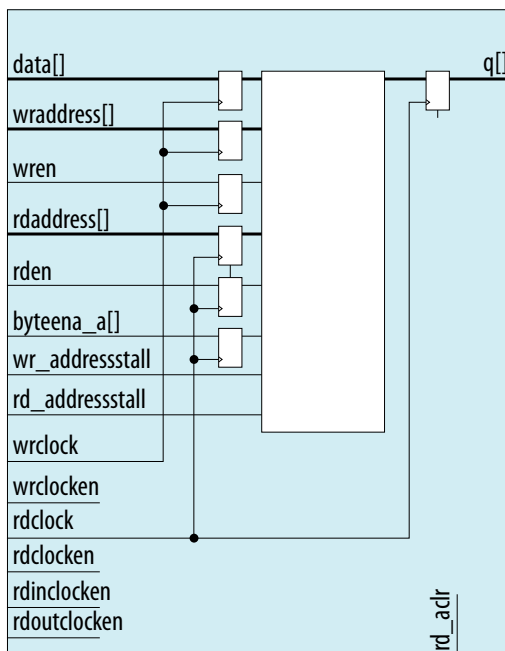 data[]
q[]
wraddress[]
wren
rdaddress[]
rden
byteena_a[]
wr_addressstall
rd_addressstall
wrclock
wrclocken
rdclock
rdclocken
rdinclocken
rdoutclocken
rd_aclr